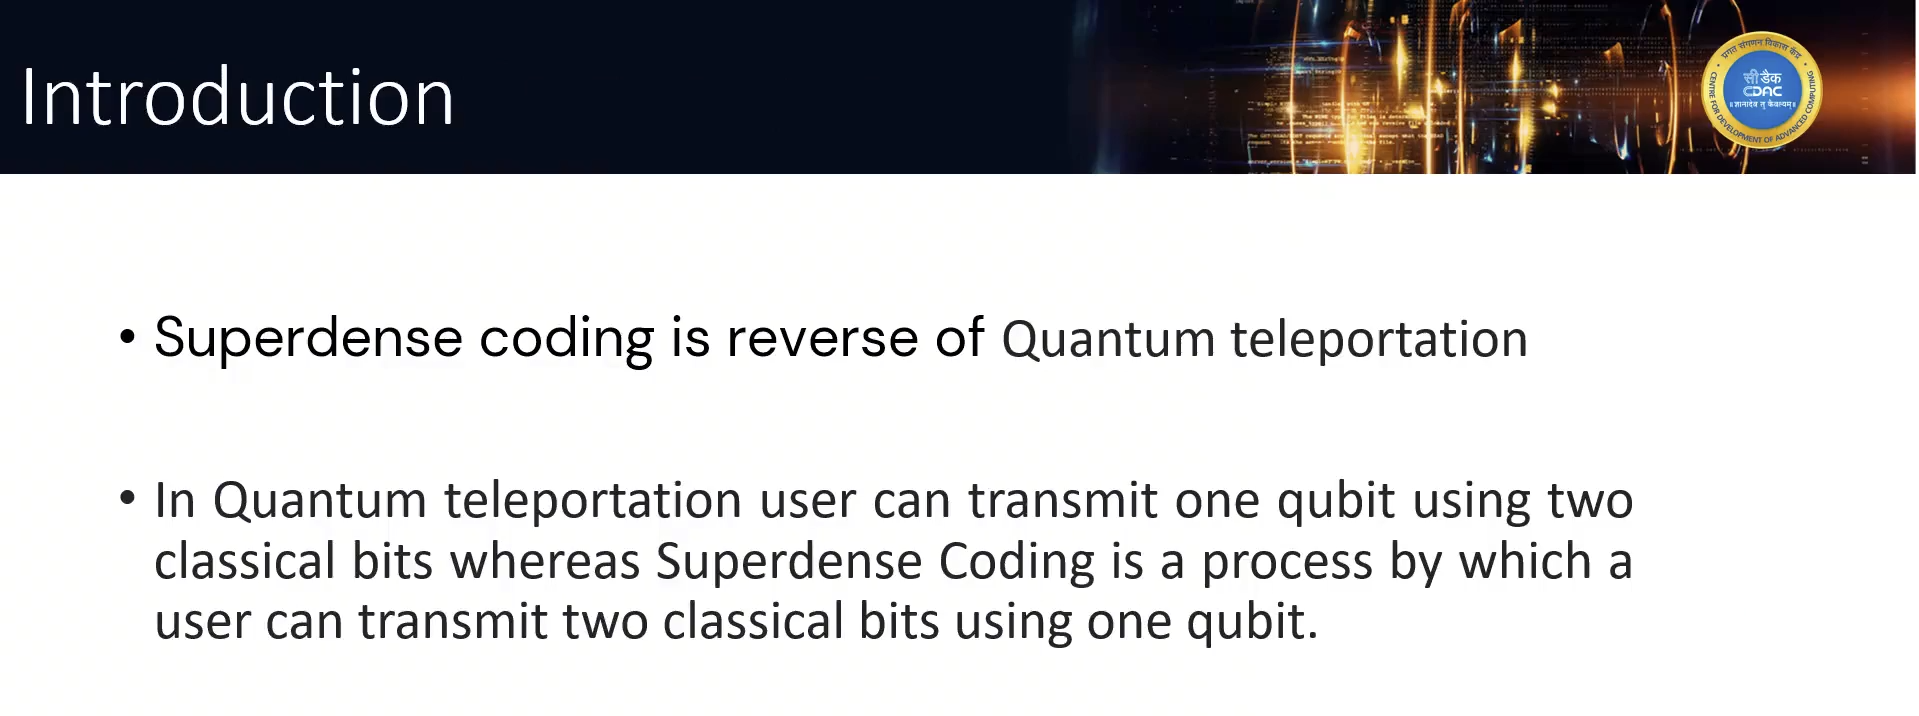 Introduction
प्रगत संगणन विकास केंद्र
सी डैक
CDAC
॥ज्ञानादेव तु कैवल्यम्॥
CENTRE FOR DEVELOPMENT OF ADVANCED COMPUTING
• Superdense coding is reverse of Quantum teleportation
• In Quantum teleportation user can transmit one qubit using two
classical bits whereas Superdense Coding is a process by which a
user can transmit two classical bits using one qubit.